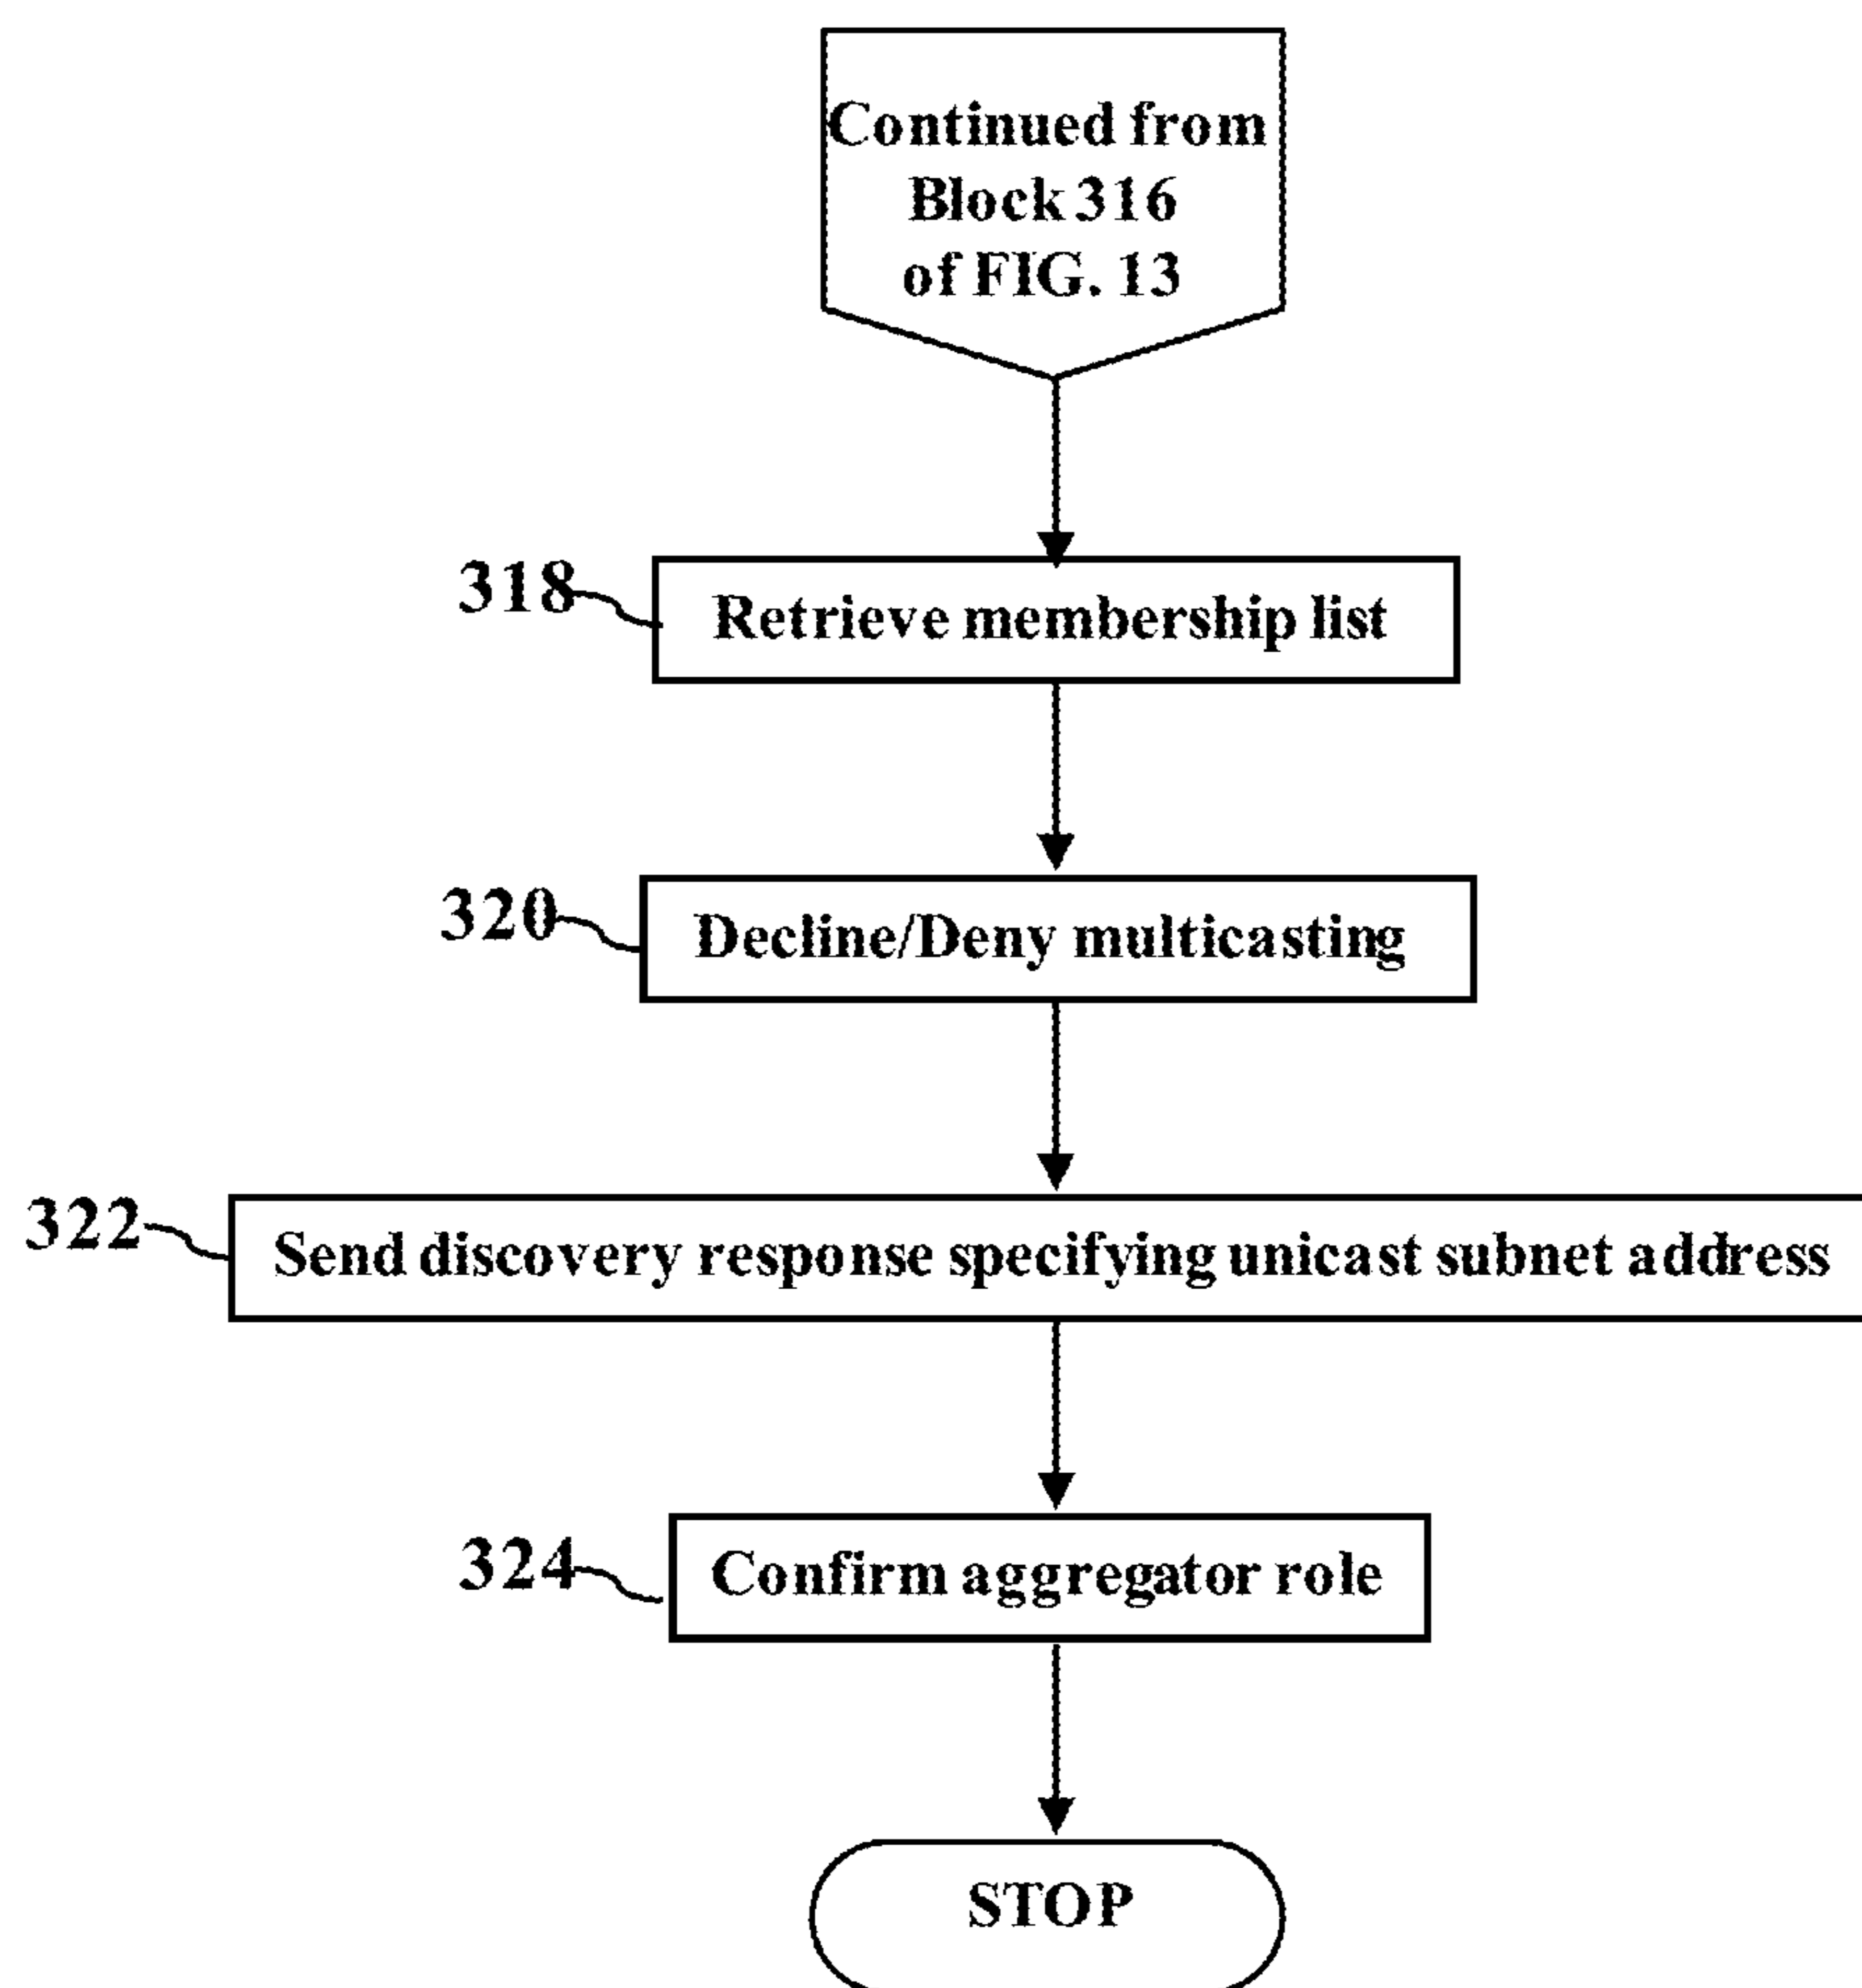 Continued from
Block 316
of FIG. 13
318
Retrieve membership list
320
Decline/Deny multicasting
322
Send discovery response specifying unicast subnet address
324
Confirm aggregator role
STOP